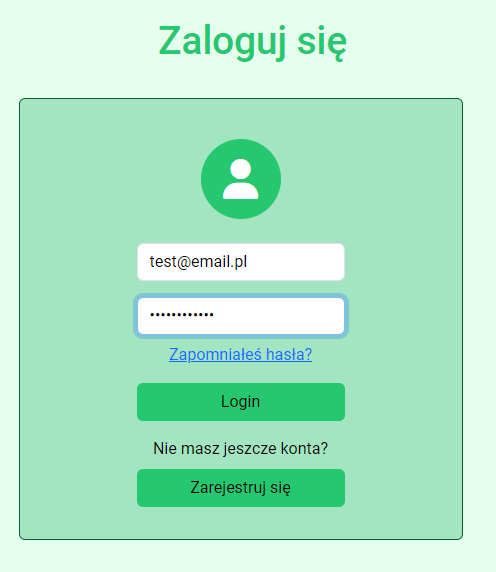 Zaloguj się
test@email.pl
••••••••••••
Zapomniałeś hasła?
Login
Nie masz jeszcze konta?
Zarejestruj się